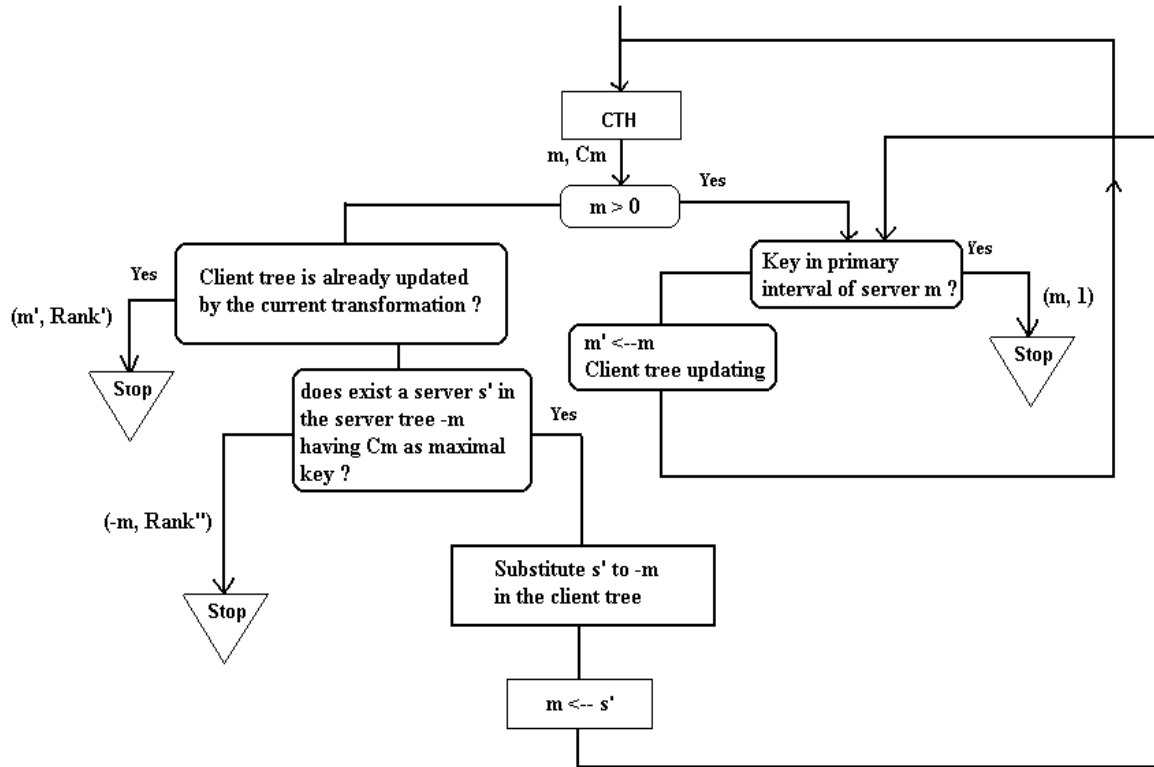 CTH
m, Cm
Yes
m > 0
Client tree is already updated
by the current transformation ?
Yes
(m', Rank')
Stop
Key in primary
interval of server m ?
Yes
(m, 1)
Stop
m' <--m
Client tree updating
does exist a server s' in
the server tree -m
having Cm as maximal
key ?
Yes
(-m, Rank")
Stop
Substitute s' to -m
in the client tree
m <-- s'